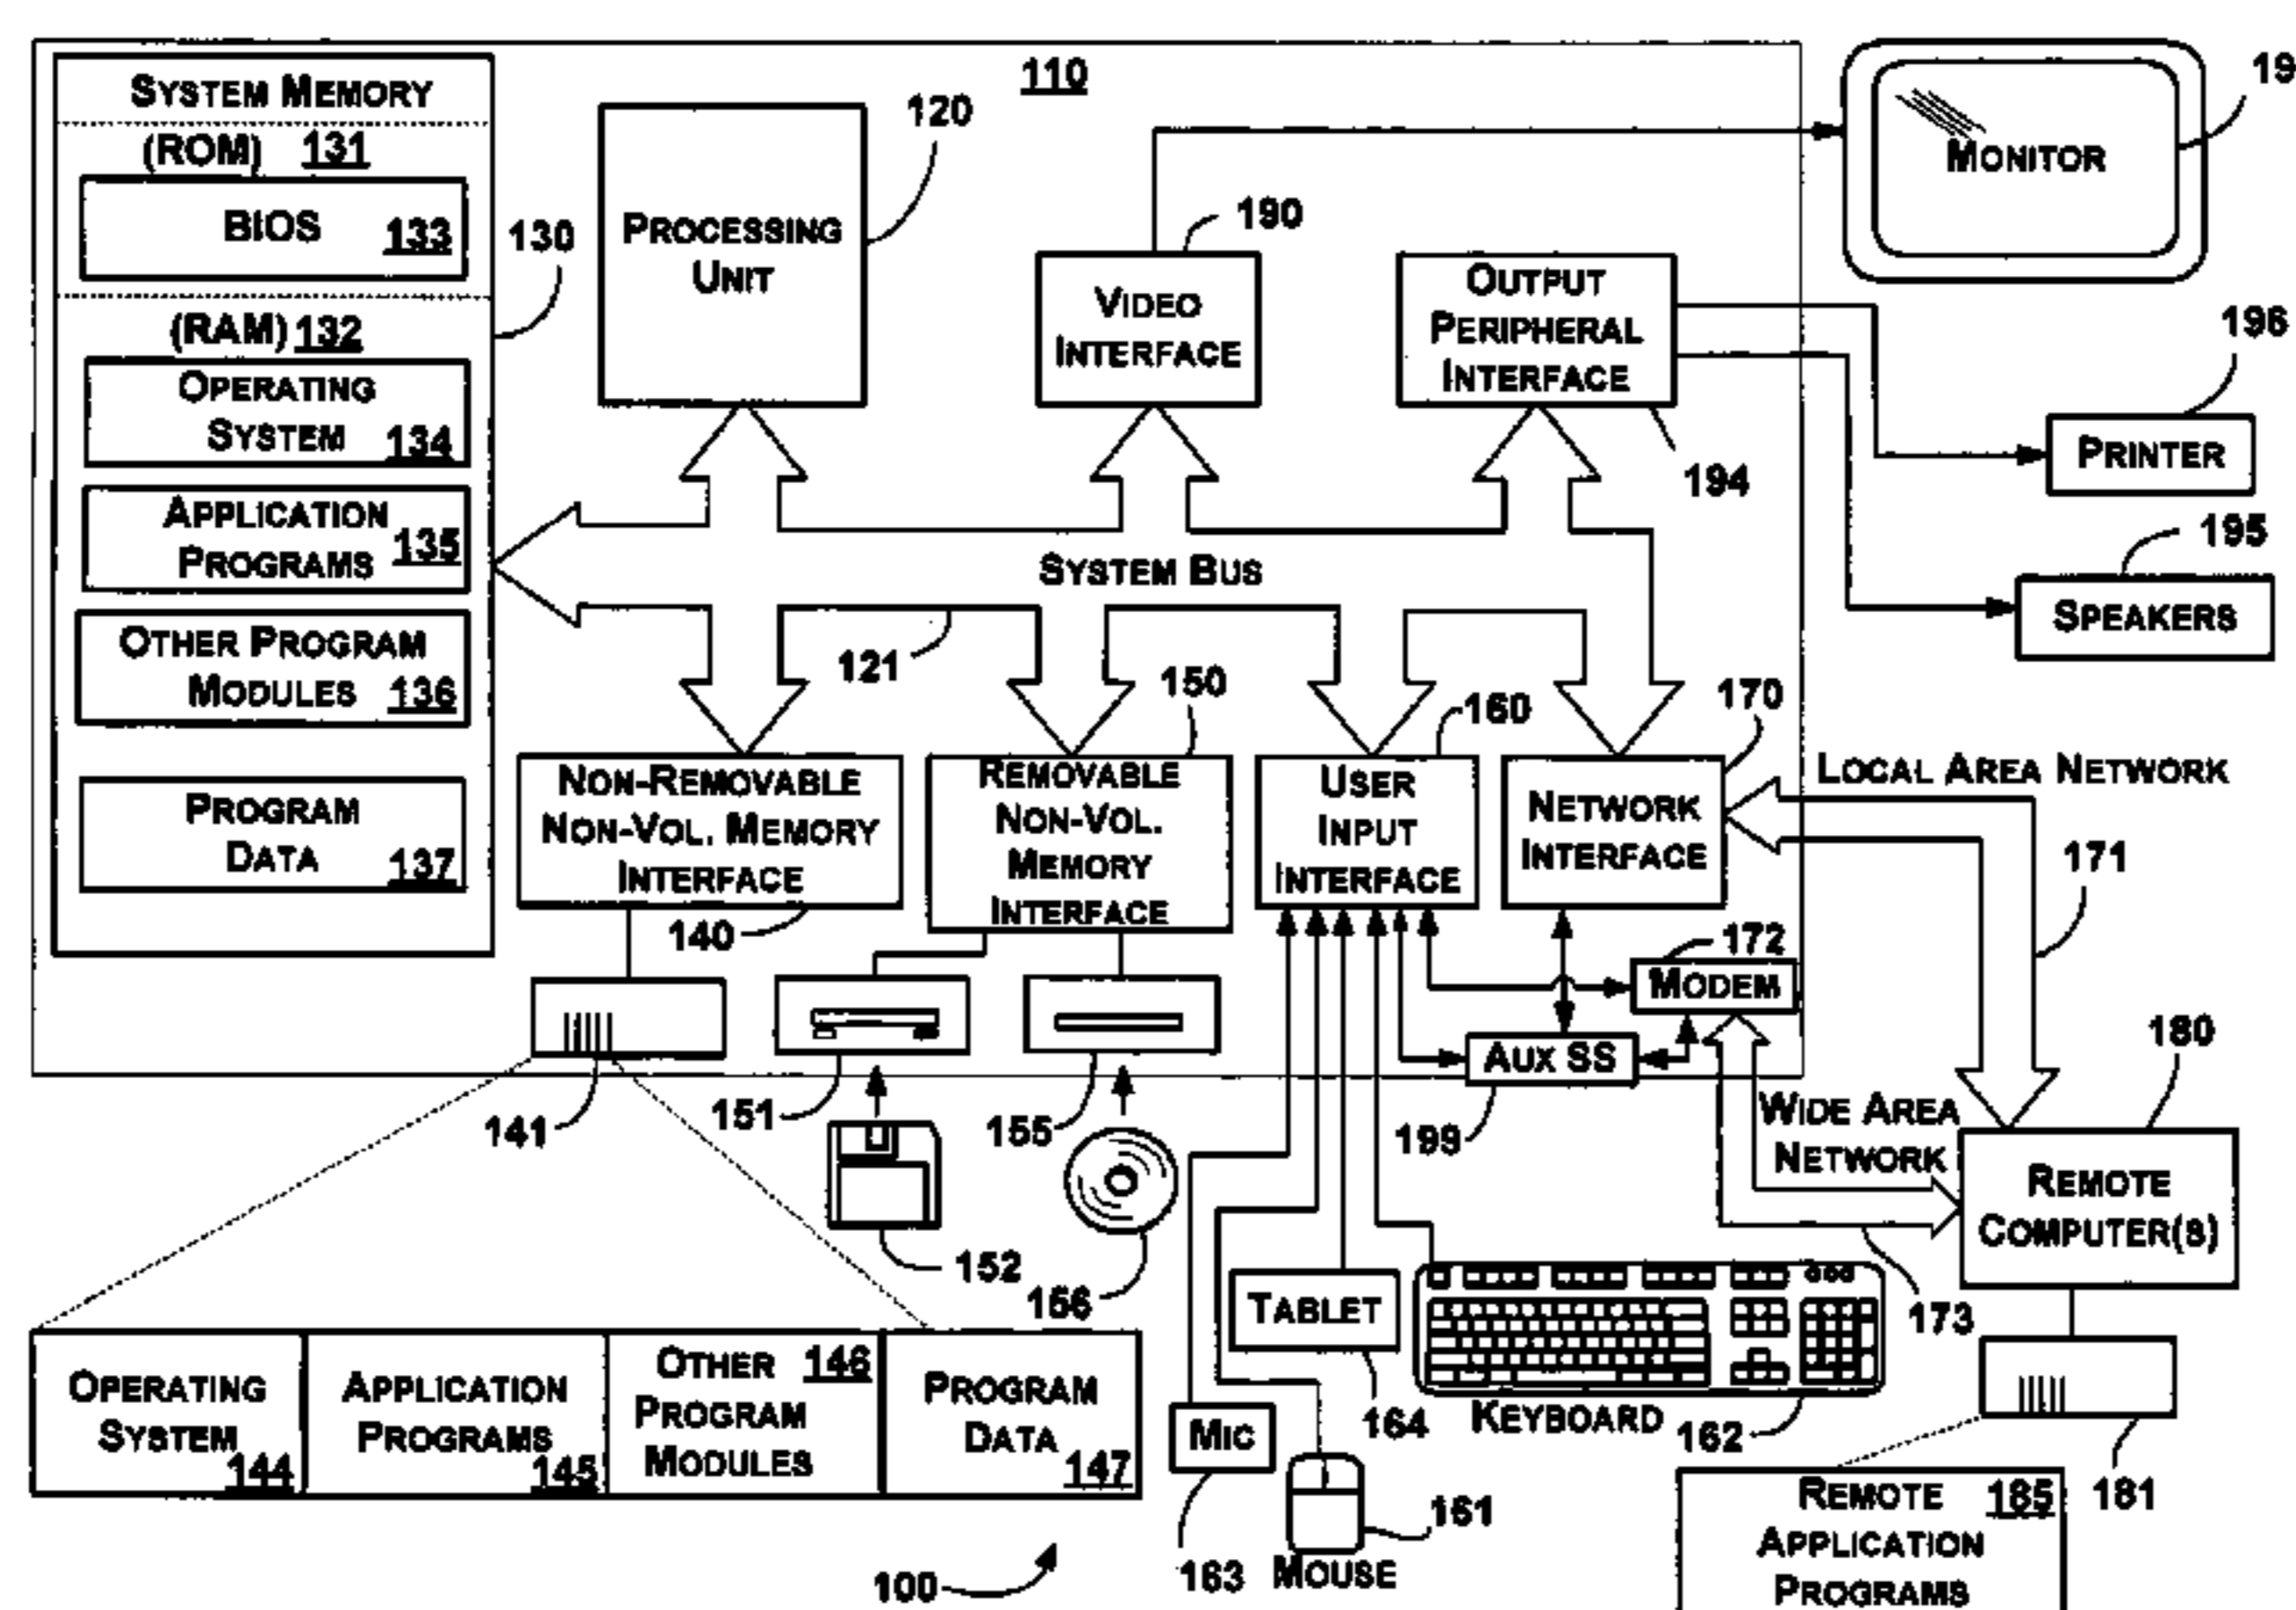 110
SYSTEM MEMORY
(ROM) 131
BIOS 133
130
(RAM) 132
OPERATING
SYSTEM 134
APPLICATION
PROGRAMS 135
OTHER PROGRAM
MODULES 136
PROGRAM
DATA 137
PROCESSING
UNIT
120
VIDEO
INTERFACE
190
OUTPUT
PERIPHERAL
INTERFACE
194
MONITOR
19
196
PRINTER
195
SPEAKERS
SYSTEM BUS
121
NON-REMOVABLE
NON-VOL. MEMORY
INTERFACE
140
150
REMOVABLE
NON-VOL.
MEMORY
INTERFACE
160
USER
INPUT
INTERFACE
170
NETWORK
INTERFACE
LOCAL AREA NETWORK
171
172
MODEM
AUX SS
199
141
151
152
155
156
WIDE AREA
NETWORK
173
180
REMOTE
COMPUTER(S)
181
OPERATING
SYSTEM 144
APPLICATION
PROGRAMS 145
OTHER 146
PROGRAM
MODULES
PROGRAM
DATA 147
MIC
163
MOUSE
161
TABLET
164
KEYBOARD 162
REMOTE 185
APPLICATION
PROGRAMS
100